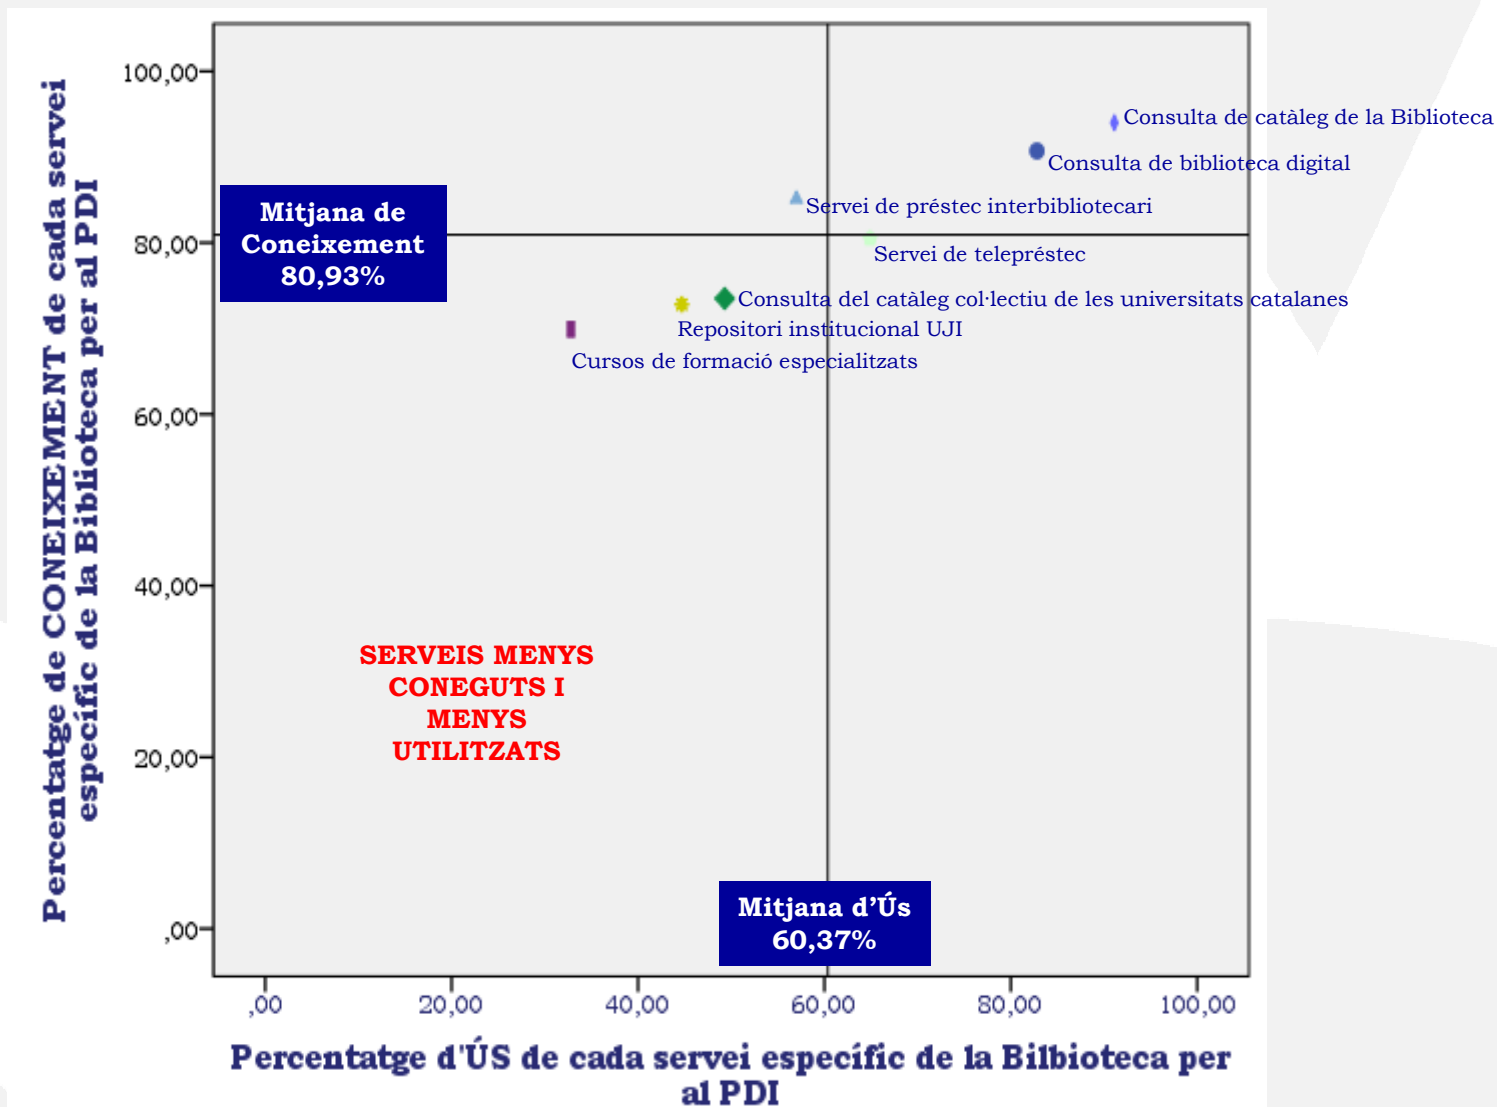 Percentatge de CONEIXEMENT de cada servei
específic de la Biblioteca per al PDI
100,00
80,00
60,00
40,00
20,00
,00
Mitjana de
Coneixement
80,93%
Consulta de catàleg de la Biblioteca
Consulta de biblioteca digital
Servei de préstec interbibliotecari
Servei de telepréstec
Consulta del catàleg col·lectiu de les universitats catalanes
Repositori institucional UJI
Cursos de formació especialitzats
SERVEIS MENYS
CONEGUTS I
MENYS
UTILITZATS
Mitjana d’Ús
60,37%
,00
20,00
40,00
60,00
80,00
100,00
Percentatge d'ÚS de cada servei específic de la Bilbioteca per
al PDI